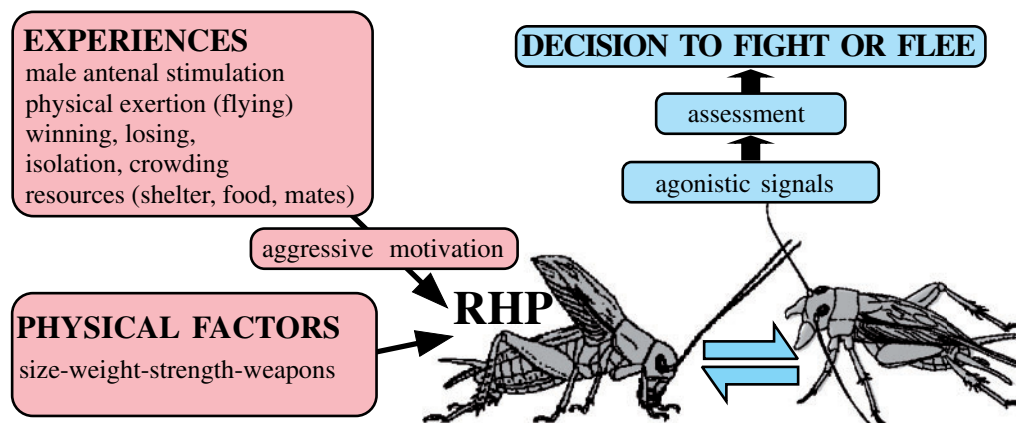 EXPERIENCES
male antenal stimulation
physical exertion (flying)
winning, losing,
isolation, crowding
resources (shelter, food, mates)
aggressive motivation
PHYSICAL FACTORS
size-weight-strength-weapons
RHP
DECISION TO FIGHT OR FLEE
assessment
agonistic signals